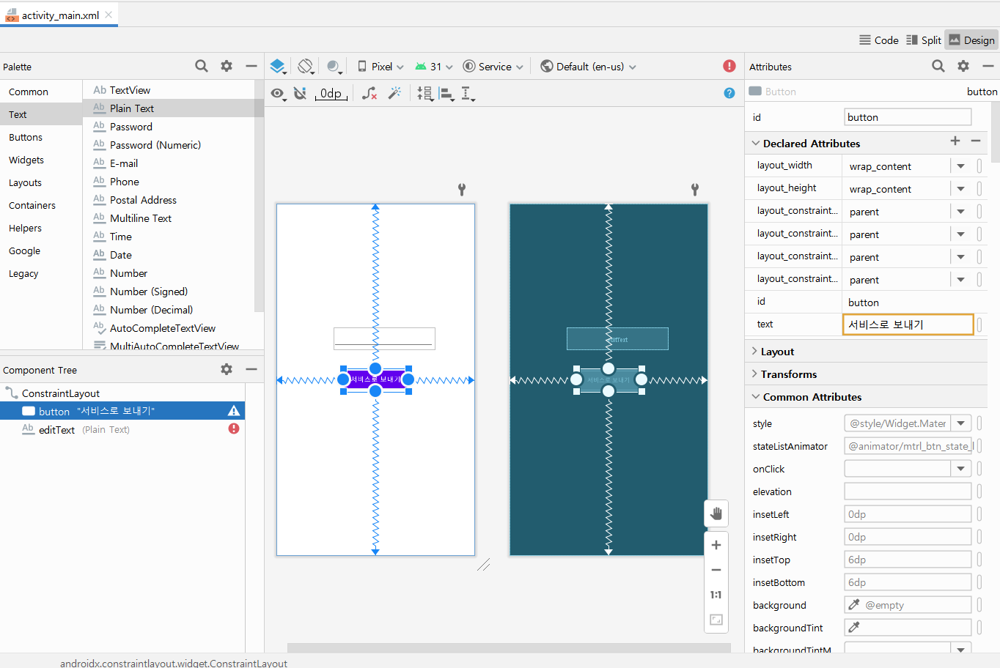 activity_main.xml
Code
Split
Design
Palette
Pixel
31
Service
Default (en-us)
Attributes
Common
Text
Buttons
Widgets
Layouts
Containers
Helpers
Google
Legacy
Ab TextView
Ab Plain Text
Ab Password
Ab Password (Numeric)
Ab E-mail
Ab Phone
Ab Postal Address
Ab Multiline Text
Ab Time
Ab Date
Ab Number
Ab Number (Signed)
Ab Number (Decimal)
Ab AutoCompleteTextView
MultiAutoCompleteTextView
0dp
Component Tree
ConstraintLayout
button "서비스로 보내기"
Ab editText (Plain Text)
서비스로 보내기
editText
서비스로 보내기
1:1
Button
button
id button
Declared Attributes
layout_width wrap_content
layout_height wrap_content
layout_constraint... parent
layout_constraint... parent
layout_constraint... parent
layout_constraint... parent
id button
text 서비스로 보내기
Layout
Transforms
Common Attributes
style @style/Widget.Mater
stateListAnimator @animator/mtrl_btn_state_l
onClick
elevation
insetLeft 0dp
insetRight 0dp
insetTop 6dp
insetBottom 6dp
background @empty
backgroundTint
backgroundTintM
androidx.constraintlayout.widget.ConstraintLayout